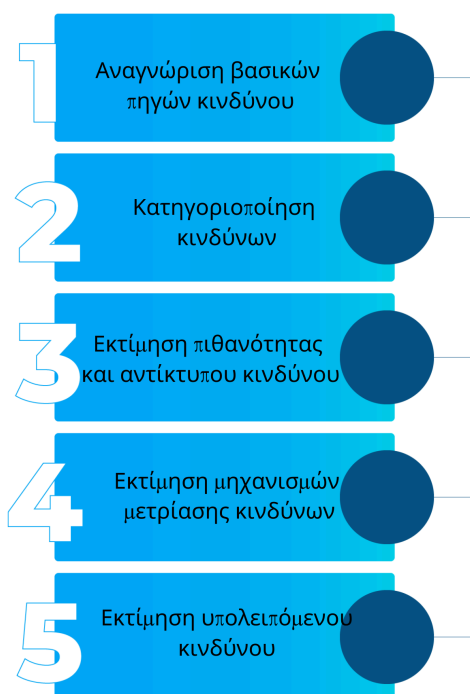 1
Αναγνώριση βασικών
πηγών κινδύνου
2
Κατηγοριοποίηση
κινδύνων
3
Εκτίμηση πιθανότητας
και αντίκτυπου κινδύνου
4
Εκτίμηση μηχανισμών
μετρίασης κινδύνων
5
Εκτίμηση υπολειπόμενου
κινδύνου